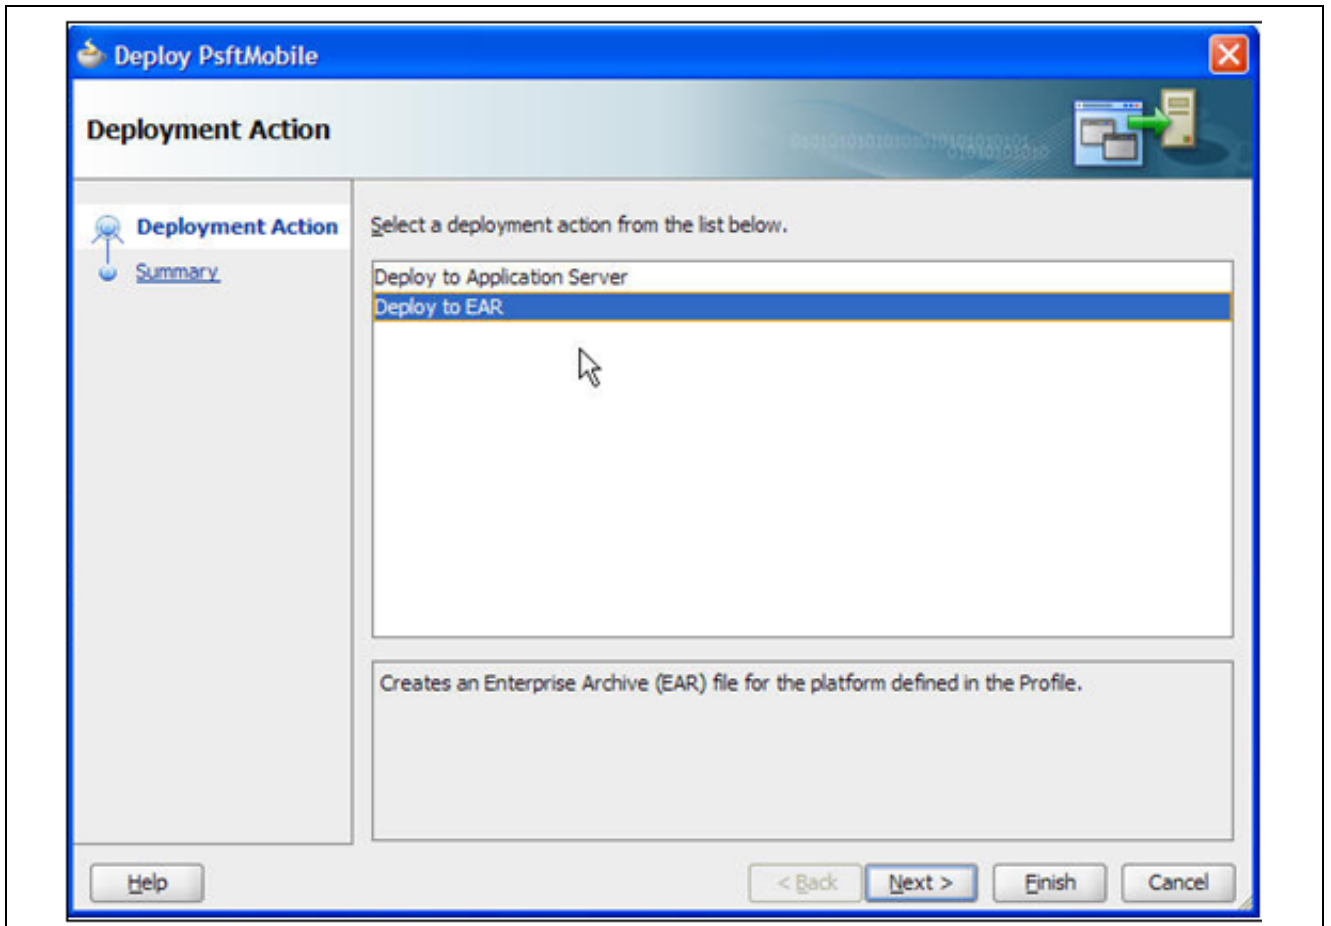 Deploy PsftMobile
Deployment Action
Deployment Action
Summary
Select a deployment action from the list below.
Deploy to Application Server
Deploy to EAR
Creates an Enterprise Archive (EAR) file for the platform defined in the Profile.
Help
< Back
Next >
Finish
Cancel